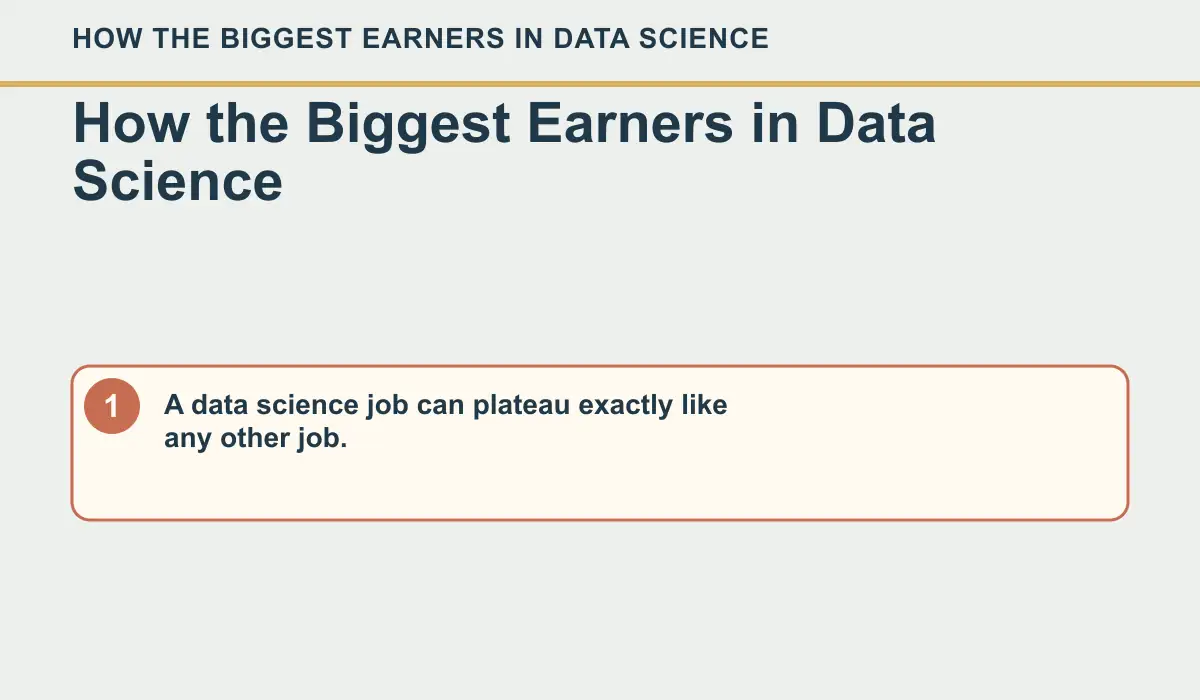 HOW THE BIGGEST EARNERS IN DATA SCIENCE
How the Biggest Earners in Data
Science
1
A data science job can plateau exactly like
any other job.